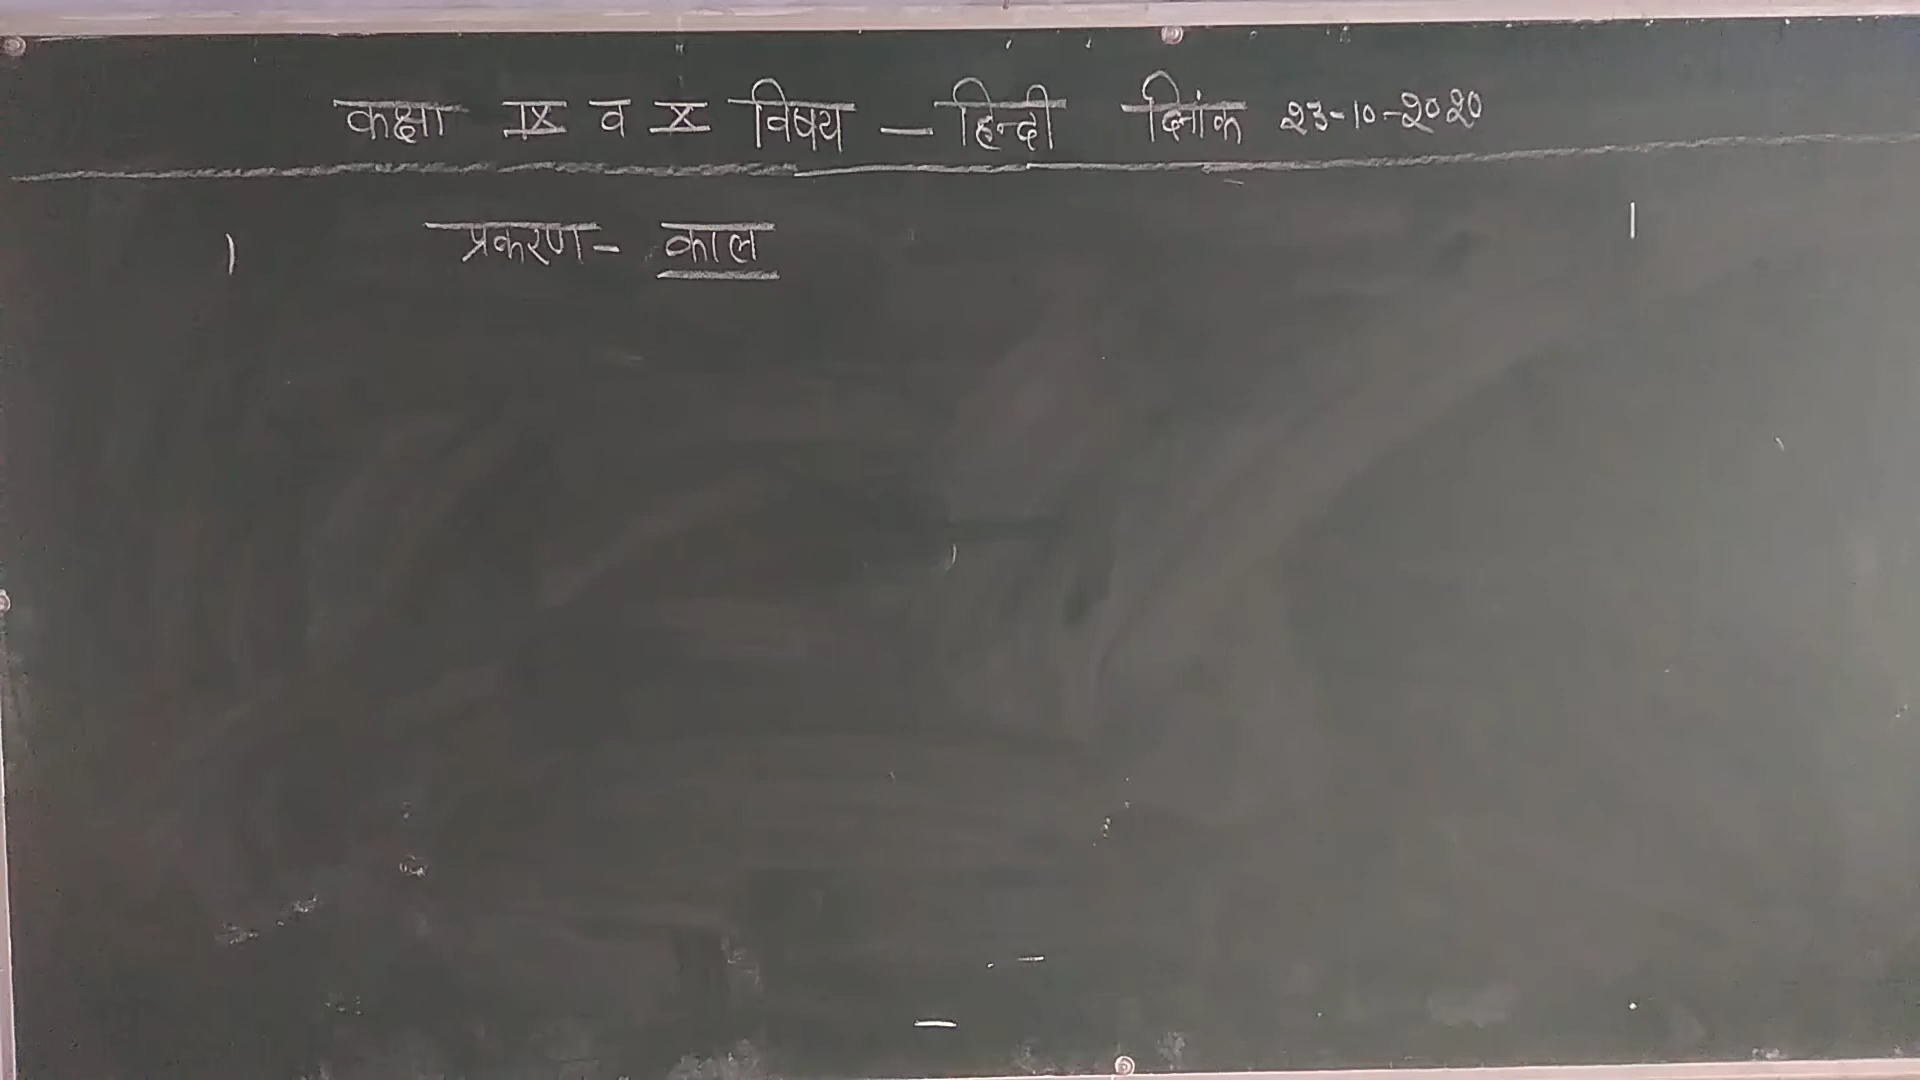 कक्षा IX व X विषय – हिन्दी दिनांक 23-10-2020
प्रकरण - काल